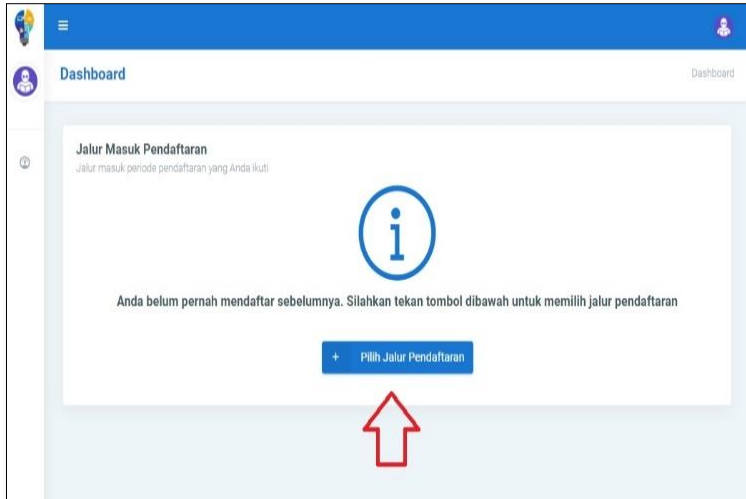 Dashboard
Dashboard
Jalur Masuk Pendaftaran
Jalur masuk periode pendaftaran yang Anda ikuti
Anda belum pernah mendaftar sebelumnya. Silahkan tekan tombol dibawah untuk memilih jalur pendaftaran
+ Pilih Jalur Pendaftaran